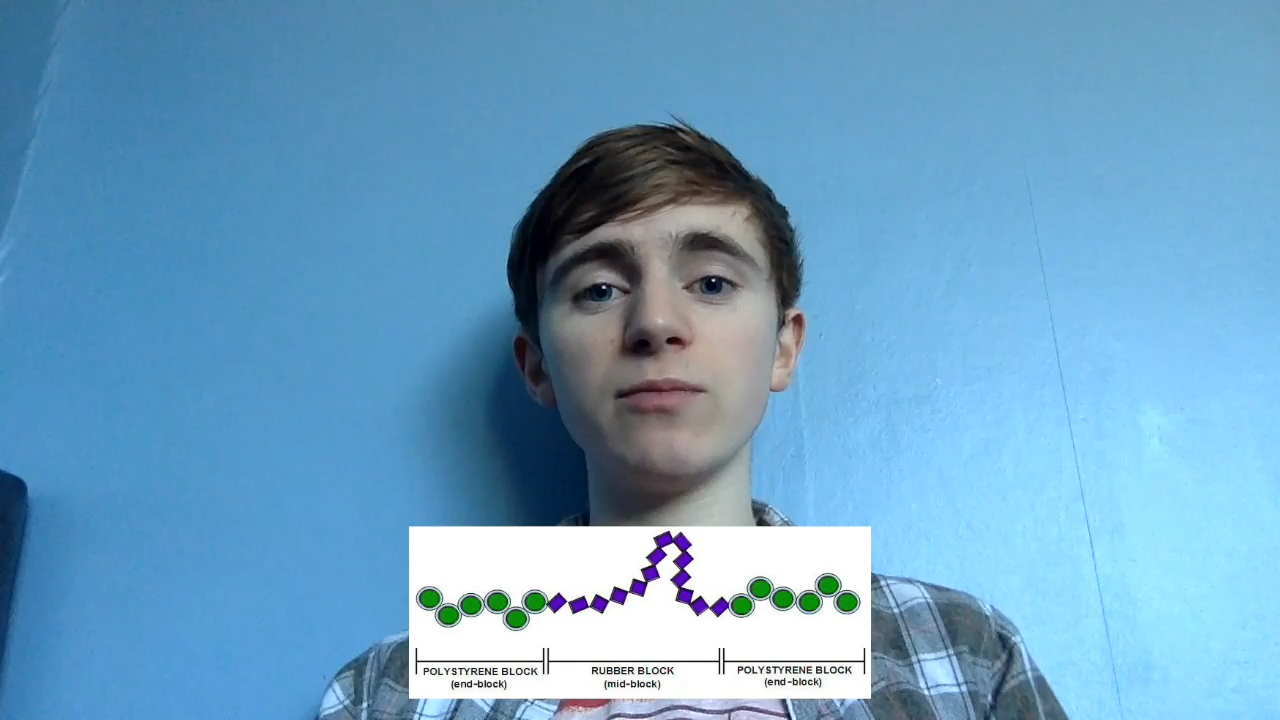 POLYSTYRENE BLOCK
(end-block)
RUBBER BLOCK
(mid-block)
POLYSTYRENE BLOCK
(end-block)